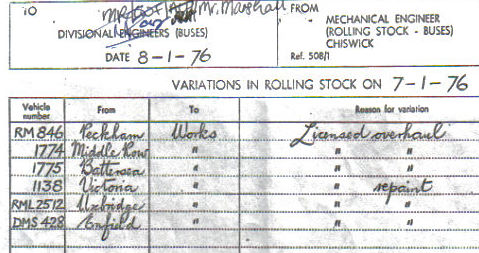 TO Mr. Marshall FROM
DIVISIONAL ENGINEERS (BUSES) MECHANICAL ENGINEER
(ROLLING STOCK - BUSES)
CHISWICK
DATE 8-1-76 Ref. 508/1
VARIATIONS IN ROLLING STOCK ON 7-1-76
Vehicle number From To Reason for variation
RM 846 Peckham Works Licensed overhaul
1774 Middle Row " " "
1775 Battersea " " "
1138 Victoria " " repaint
RML 2512 Uxbridge " " "
DMS 428 Enfield " " "